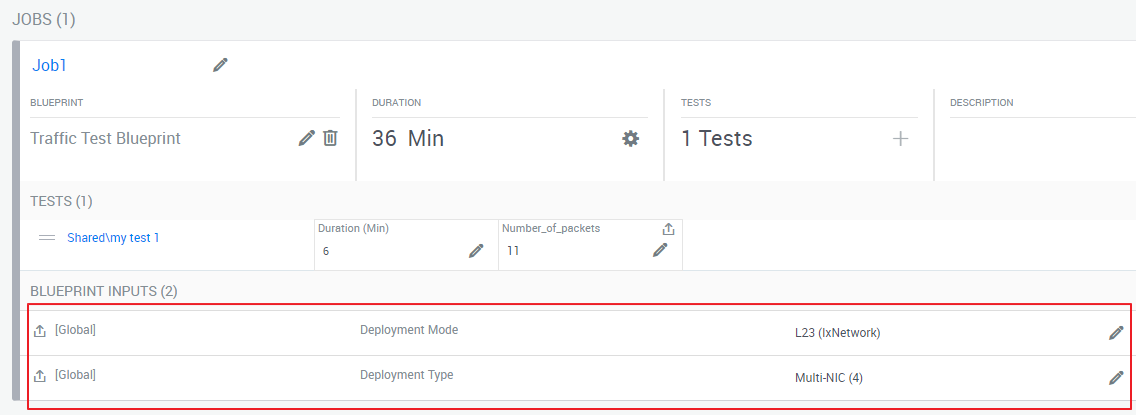 JOBS (1)
Job1
BLUEPRINT DURATION TESTS DESCRIPTION
Traffic Test Blueprint 36 Min 1 Tests
TESTS (1)
Shared\my test 1 Duration (Min) Number_of_packets
6 11
BLUEPRINT INPUTS (2)
[Global] Deployment Mode L23 (IxNetwork)
[Global] Deployment Type Multi-NIC (4)